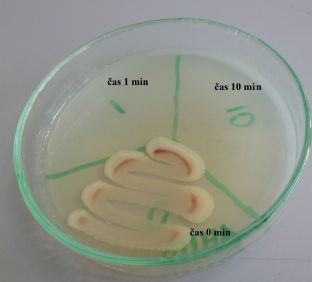 čas 1 min
čas 10 min
1
10
0
čas 0 min